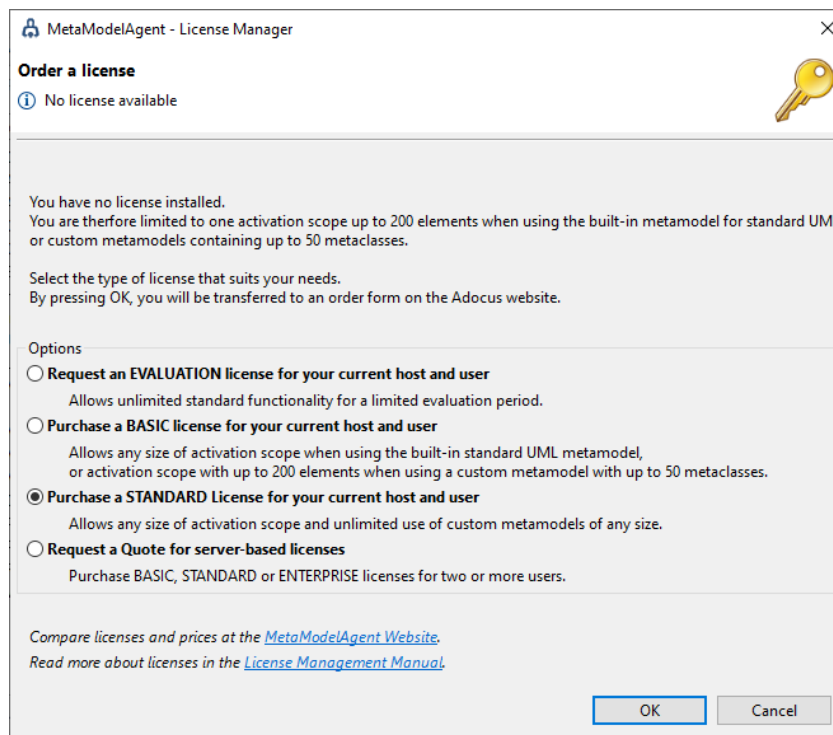 MetaModelAgent - License Manager
Order a license
No license available
You have no license installed.
You are therfore limited to one activation scope up to 200 elements when using the built-in metamodel for standard UM
or custom metamodels containing up to 50 metaclasses.
Select the type of license that suits your needs.
By pressing OK, you will be transferred to an order form on the Adocus website.
Options
Request an EVALUATION license for your current host and user
Allows unlimited standard functionality for a limited evaluation period.
Purchase a BASIC license for your current host and user
Allows any size of activation scope when using the built-in standard UML metamodel,
or activation scope with up to 200 elements when using a custom metamodel with up to 50 metaclasses.
Purchase a STANDARD License for your current host and user
Allows any size of activation scope and unlimited use of custom metamodels of any size.
Request a Quote for server-based licenses
Purchase BASIC, STANDARD or ENTERPRISE licenses for two or more users.
Compare licenses and prices at the MetaModelAgent Website.
Read more about licenses in the License Management Manual.
OK Cancel